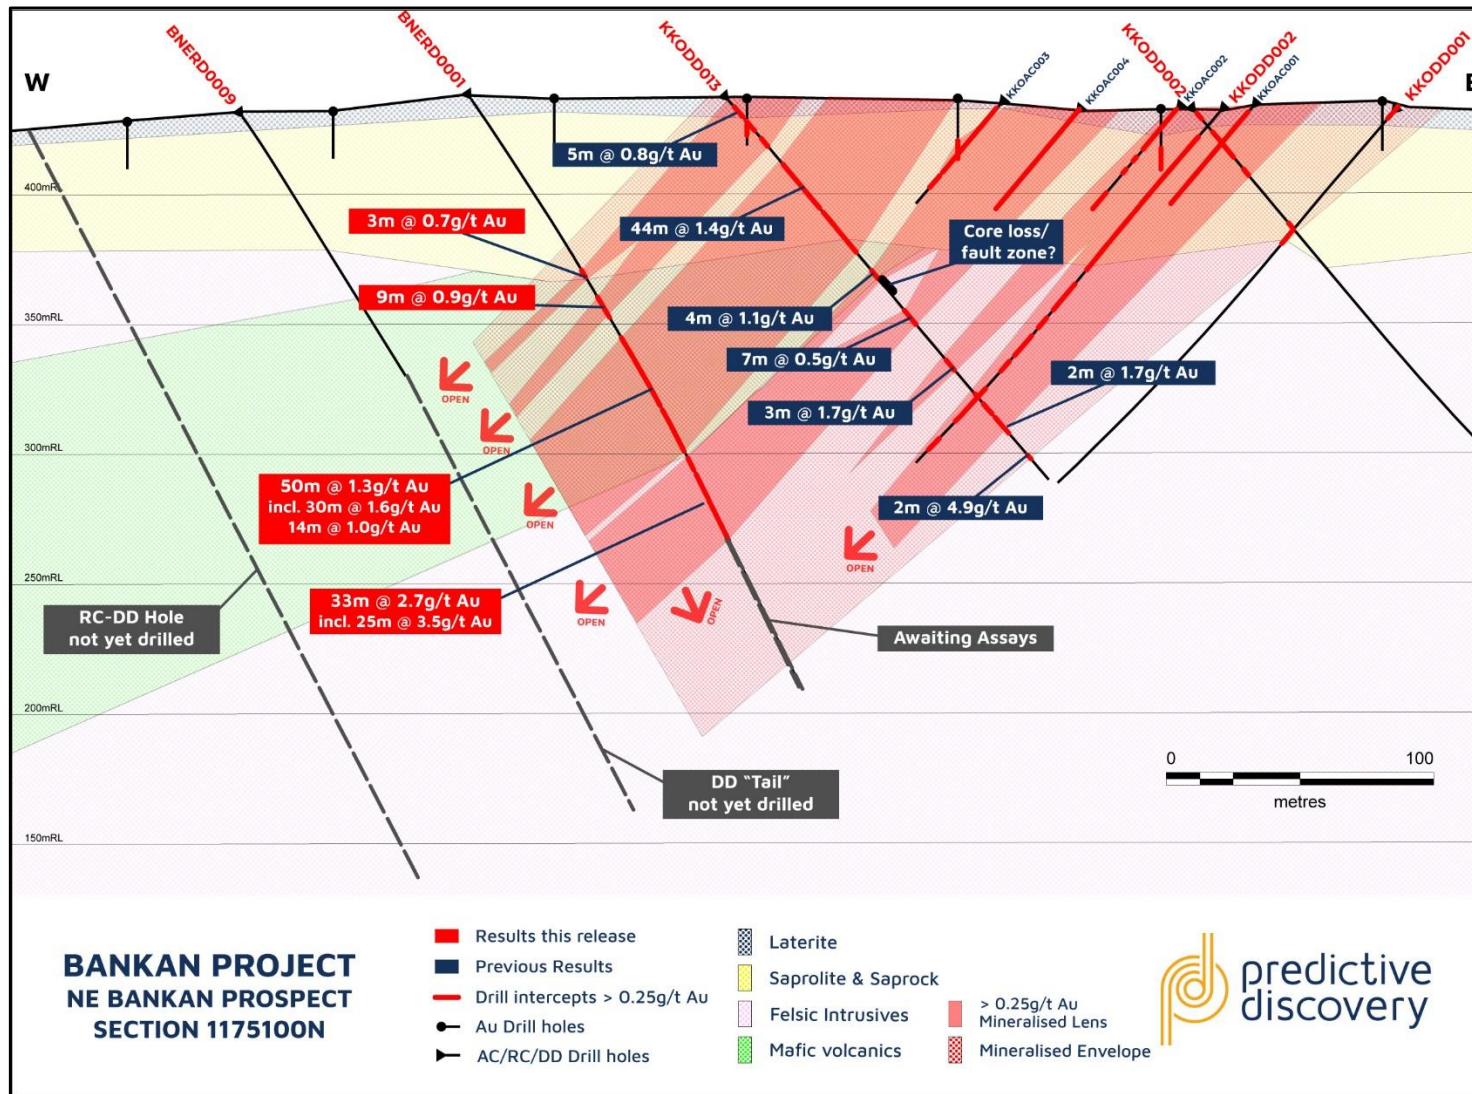 W
BNERD0009
BNERD0001
KKODD013
KKOAC003
KKOAC004
KKODD002
KKOAC002
KKODD002
KKOAC001
KKODD001
E
5m @ 0.8g/t Au
400mRL
3m @ 0.7g/t Au
44m @ 1.4g/t Au
Core loss/
fault zone?
9m @ 0.9g/t Au
4m @ 1.1g/t Au
350mRL
7m @ 0.5g/t Au
2m @ 1.7g/t Au
OPEN
3m @ 1.7g/t Au
300mRL
OPEN
50m @ 1.3g/t Au
incl. 30m @ 1.6g/t Au
14m @ 1.0g/t Au
OPEN
2m @ 4.9g/t Au
OPEN
250mRL
33m @ 2.7g/t Au
incl. 25m @ 3.5g/t Au
OPEN
OPEN
RC-DD Hole
not yet drilled
Awaiting Assays
200mRL
DD “Tail”
not yet drilled
0 100
metres
150mRL
BANKAN PROJECT
NE BANKAN PROSPECT
SECTION 1175100N
Results this release
Previous Results
Drill intercepts > 0.25g/t Au
Au Drill holes
AC/RC/DD Drill holes
Laterite
Saprolite & Saprock
Felsic Intrusives
Mafic volcanics
> 0.25g/t Au
Mineralised Lens
Mineralised Envelope
predictive
discovery